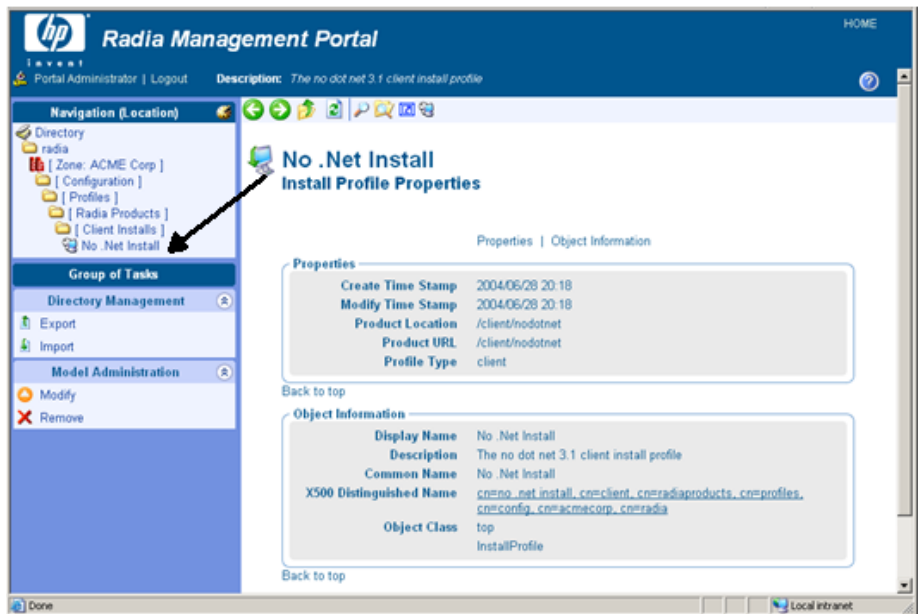 hp
invent
Radia Management Portal
HOME
Portal Administrator | Logout
Description: The no dot net 3.1 client install profile
Navigation (Location)
Directory
radia
[ Zone: ACME Corp ]
[ Configuration ]
[ Profiles ]
[ Radia Products ]
[ Client Installs ]
No .Net Install
Group of Tasks
Directory Management
Export
Import
Model Administration
Modify
Remove
No .Net Install
Install Profile Properties
Properties | Object Information
Properties
Create Time Stamp 2004/06/28 20:18
Modify Time Stamp 2004/06/28 20:18
Product Location /client/nodotnet
Product URL /client/nodotnet
Profile Type client
Back to top
Object Information
Display Name No .Net Install
Description The no dot net 3.1 client install profile
Common Name No .Net Install
X500 Distinguished Name cn=no .net install, cn=client, cn=radiaproducts, cn=profiles,
cn=config, cn=acmecorp, cn=radia
Object Class top
InstallProfile
Back to top
Done
Local intranet